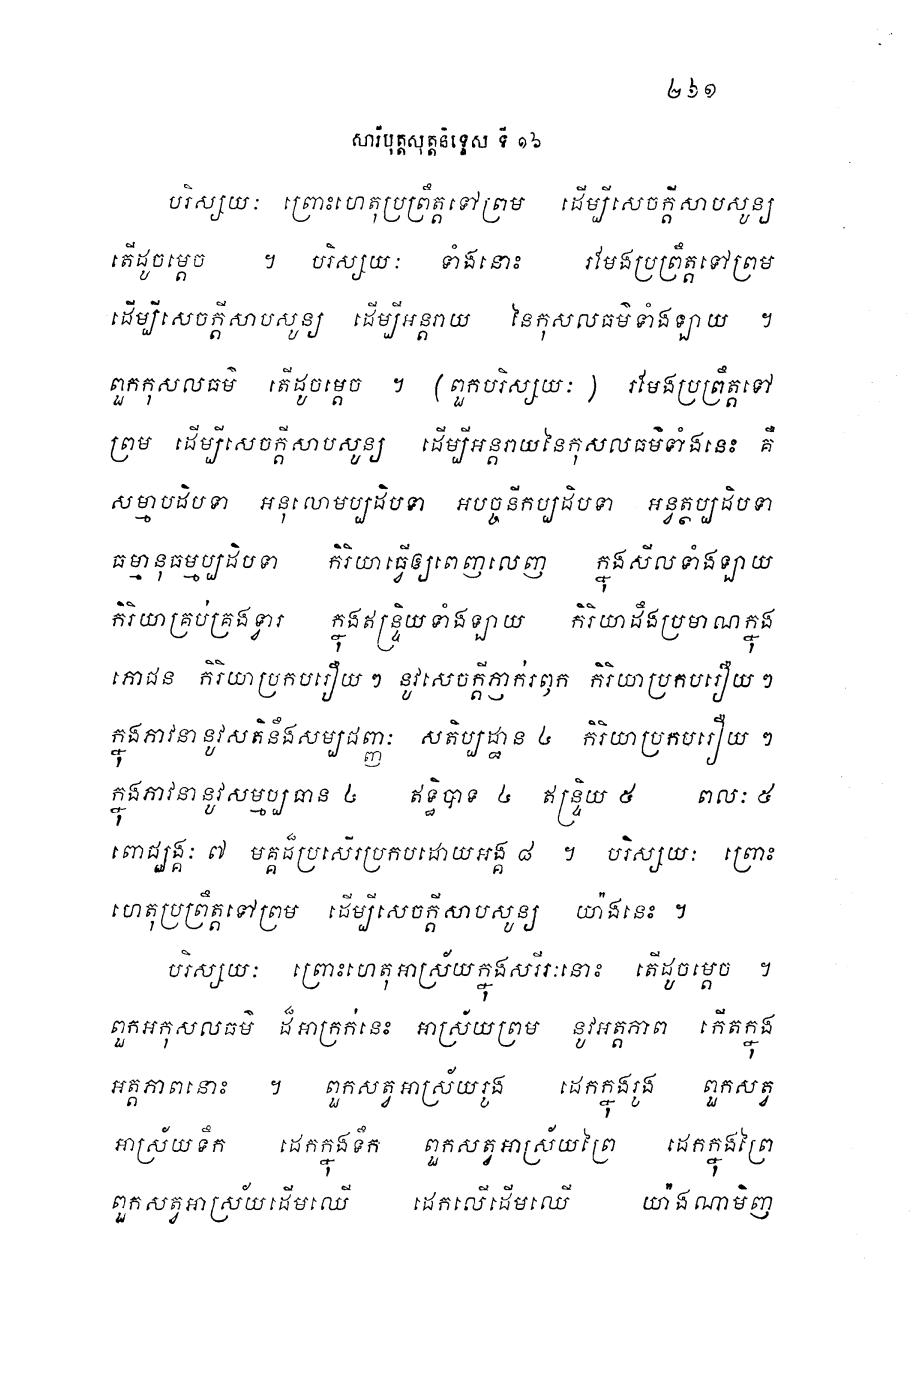 ២៦១
សារីបុត្តសុត្តនិទ្ទេស ទី ១៦
បរិស្សយៈ ព្រោះហេតុប្រព្រឹត្តទៅព្រម ដើម្បីសេចក្តីសាបសូន្យ
តើដូចម្តេច ។ បរិស្សយៈ ទាំងនោះ រមែងប្រព្រឹត្តទៅព្រម
ដើម្បីសេចក្តីសាបសូន្យ ដើម្បីអន្តរាយ នៃកុសលធម៌ទាំងឡាយ ។
ពួកកុសលធម៌ តើដូចម្តេច ។ (ពួកបរិស្សយៈ) រមែងប្រព្រឹត្តទៅ
ព្រម ដើម្បីសេចក្តីសាបសូន្យ ដើម្បីអន្តរាយនៃកុសលធម៌ទាំងនេះ គឺ
សម្មាបដិបទា អនុលោមប្បដិបទា អបច្ចនីកប្បដិបទា អន្វត្ថប្បដិបទា
ធម្មានុធម្មប្បដិបទា កិរិយាធ្វើឲ្យពេញលេញ ក្នុងសីលទាំងឡាយ
កិរិយាគ្រប់គ្រងទ្វារ ក្នុងឥន្ទ្រិយទាំងឡាយ កិរិយាដឹងប្រមាណក្នុង
ភោជន កិរិយាប្រកបរឿយ ៗ នូវសេចក្តីភ្ញាក់រពុក កិរិយាប្រកបរឿយ ៗ
ក្នុងភាវនានូវសតិនឹងសម្បជញ្ញៈ សតិប្បដ្ឋាន ៤ កិរិយាប្រកបរឿយ ៗ
ក្នុងភាវនានូវសម្មប្បធាន ៤ ឥទ្ធិបាទ ៤ ឥន្ទ្រិយ ៥ ពលៈ ៥
ពោជ្ឈង្គៈ ៧ មគ្គដ៏ប្រសើរប្រកបដោយអង្គ ៨ ។ បរិស្សយៈ ព្រោះ
ហេតុប្រព្រឹត្តទៅព្រម ដើម្បីសេចក្តីសាបសូន្យ យ៉ាងនេះ ។
បរិស្សយៈ ព្រោះហេតុអាស្រ័យក្នុងសរីរៈនោះ តើដូចម្តេច ។
ពួកអកុសលធម៌ ដ៏អាក្រក់នេះ អាស្រ័យព្រម នូវអត្តភាព កើតក្នុង
អត្តភាពនោះ ។ ពួកសត្វអាស្រ័យរូង ដេកក្នុងរូង ពួកសត្វ
អាស្រ័យទឹក ដេកក្នុងទឹក ពួកសត្វអាស្រ័យព្រៃ ដេកក្នុងព្រៃ
ពួកសត្វអាស្រ័យដើមឈើ ដេកលើដើមឈើ យ៉ាងណាមិញ